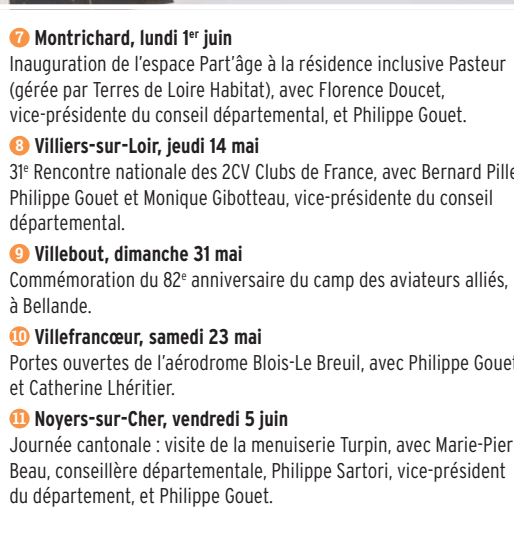 7 Montrichard, lundi 1er juin
Inauguration de l'espace Part'âge à la résidence inclusive Pasteur
(gérée par Terres de Loire Habitat), avec Florence Doucet,
vice-présidente du conseil départemental, et Philippe Gouet.
8 Villiers-sur-Loir, jeudi 14 mai
31e Rencontre nationale des 2CV Clubs de France, avec Bernard Pille
Philippe Gouet et Monique Gibotteau, vice-présidente du conseil
départemental.
9 Villebout, dimanche 31 mai
Commémoration du 82e anniversaire du camp des aviateurs alliés,
à Bellande.
10 Villefrancœur, samedi 23 mai
Portes ouvertes de l'aérodrome Blois-Le Breuil, avec Philippe Gouet
et Catherine Lhéritier.
11 Noyers-sur-Cher, vendredi 5 juin
Journée cantonale : visite de la menuiserie Turpin, avec Marie-Pier
Beau, conseillère départementale, Philippe Sartori, vice-président
du département, et Philippe Gouet.